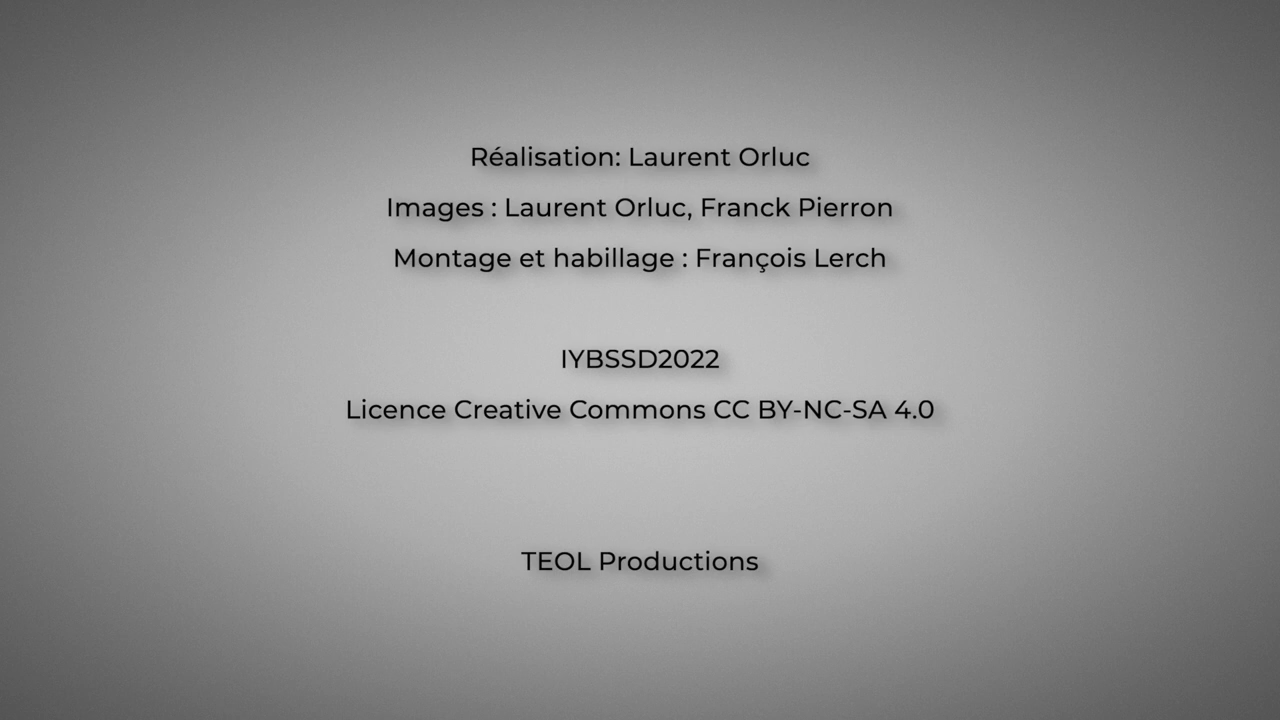 Réalisation: Laurent Orluc
Images : Laurent Orluc, Franck Pierron
Montage et habillage : François Lerch
IYBSSD2022
Licence Creative Commons CC BY-NC-SA 4.0
TEOL Productions